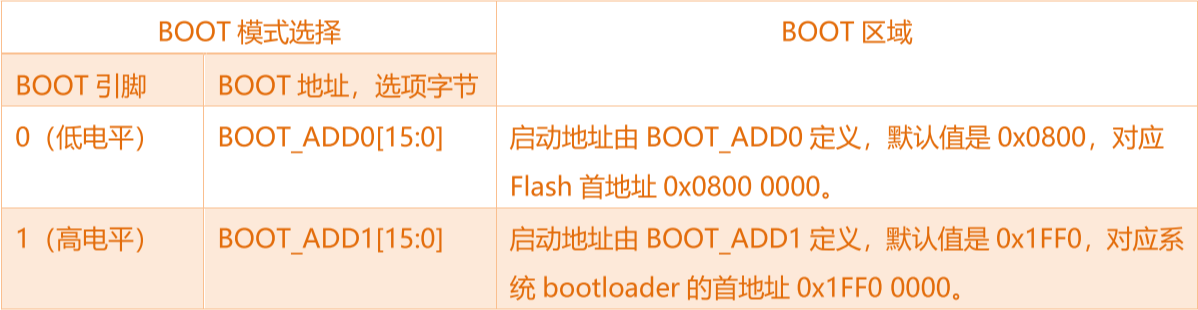 BOOT 模式选择
BOOT 区域
BOOT 引脚
BOOT 地址，选项字节
0（低电平）
BOOT_ADD0[15:0]
启动地址由 BOOT_ADD0 定义，默认值是 0x0800，对应
Flash 首地址 0x0800 0000。
1（高电平）
BOOT_ADD1[15:0]
启动地址由 BOOT_ADD1 定义，默认值是 0x1FF0，对应系
统 bootloader 的首地址 0x1FF0 0000。